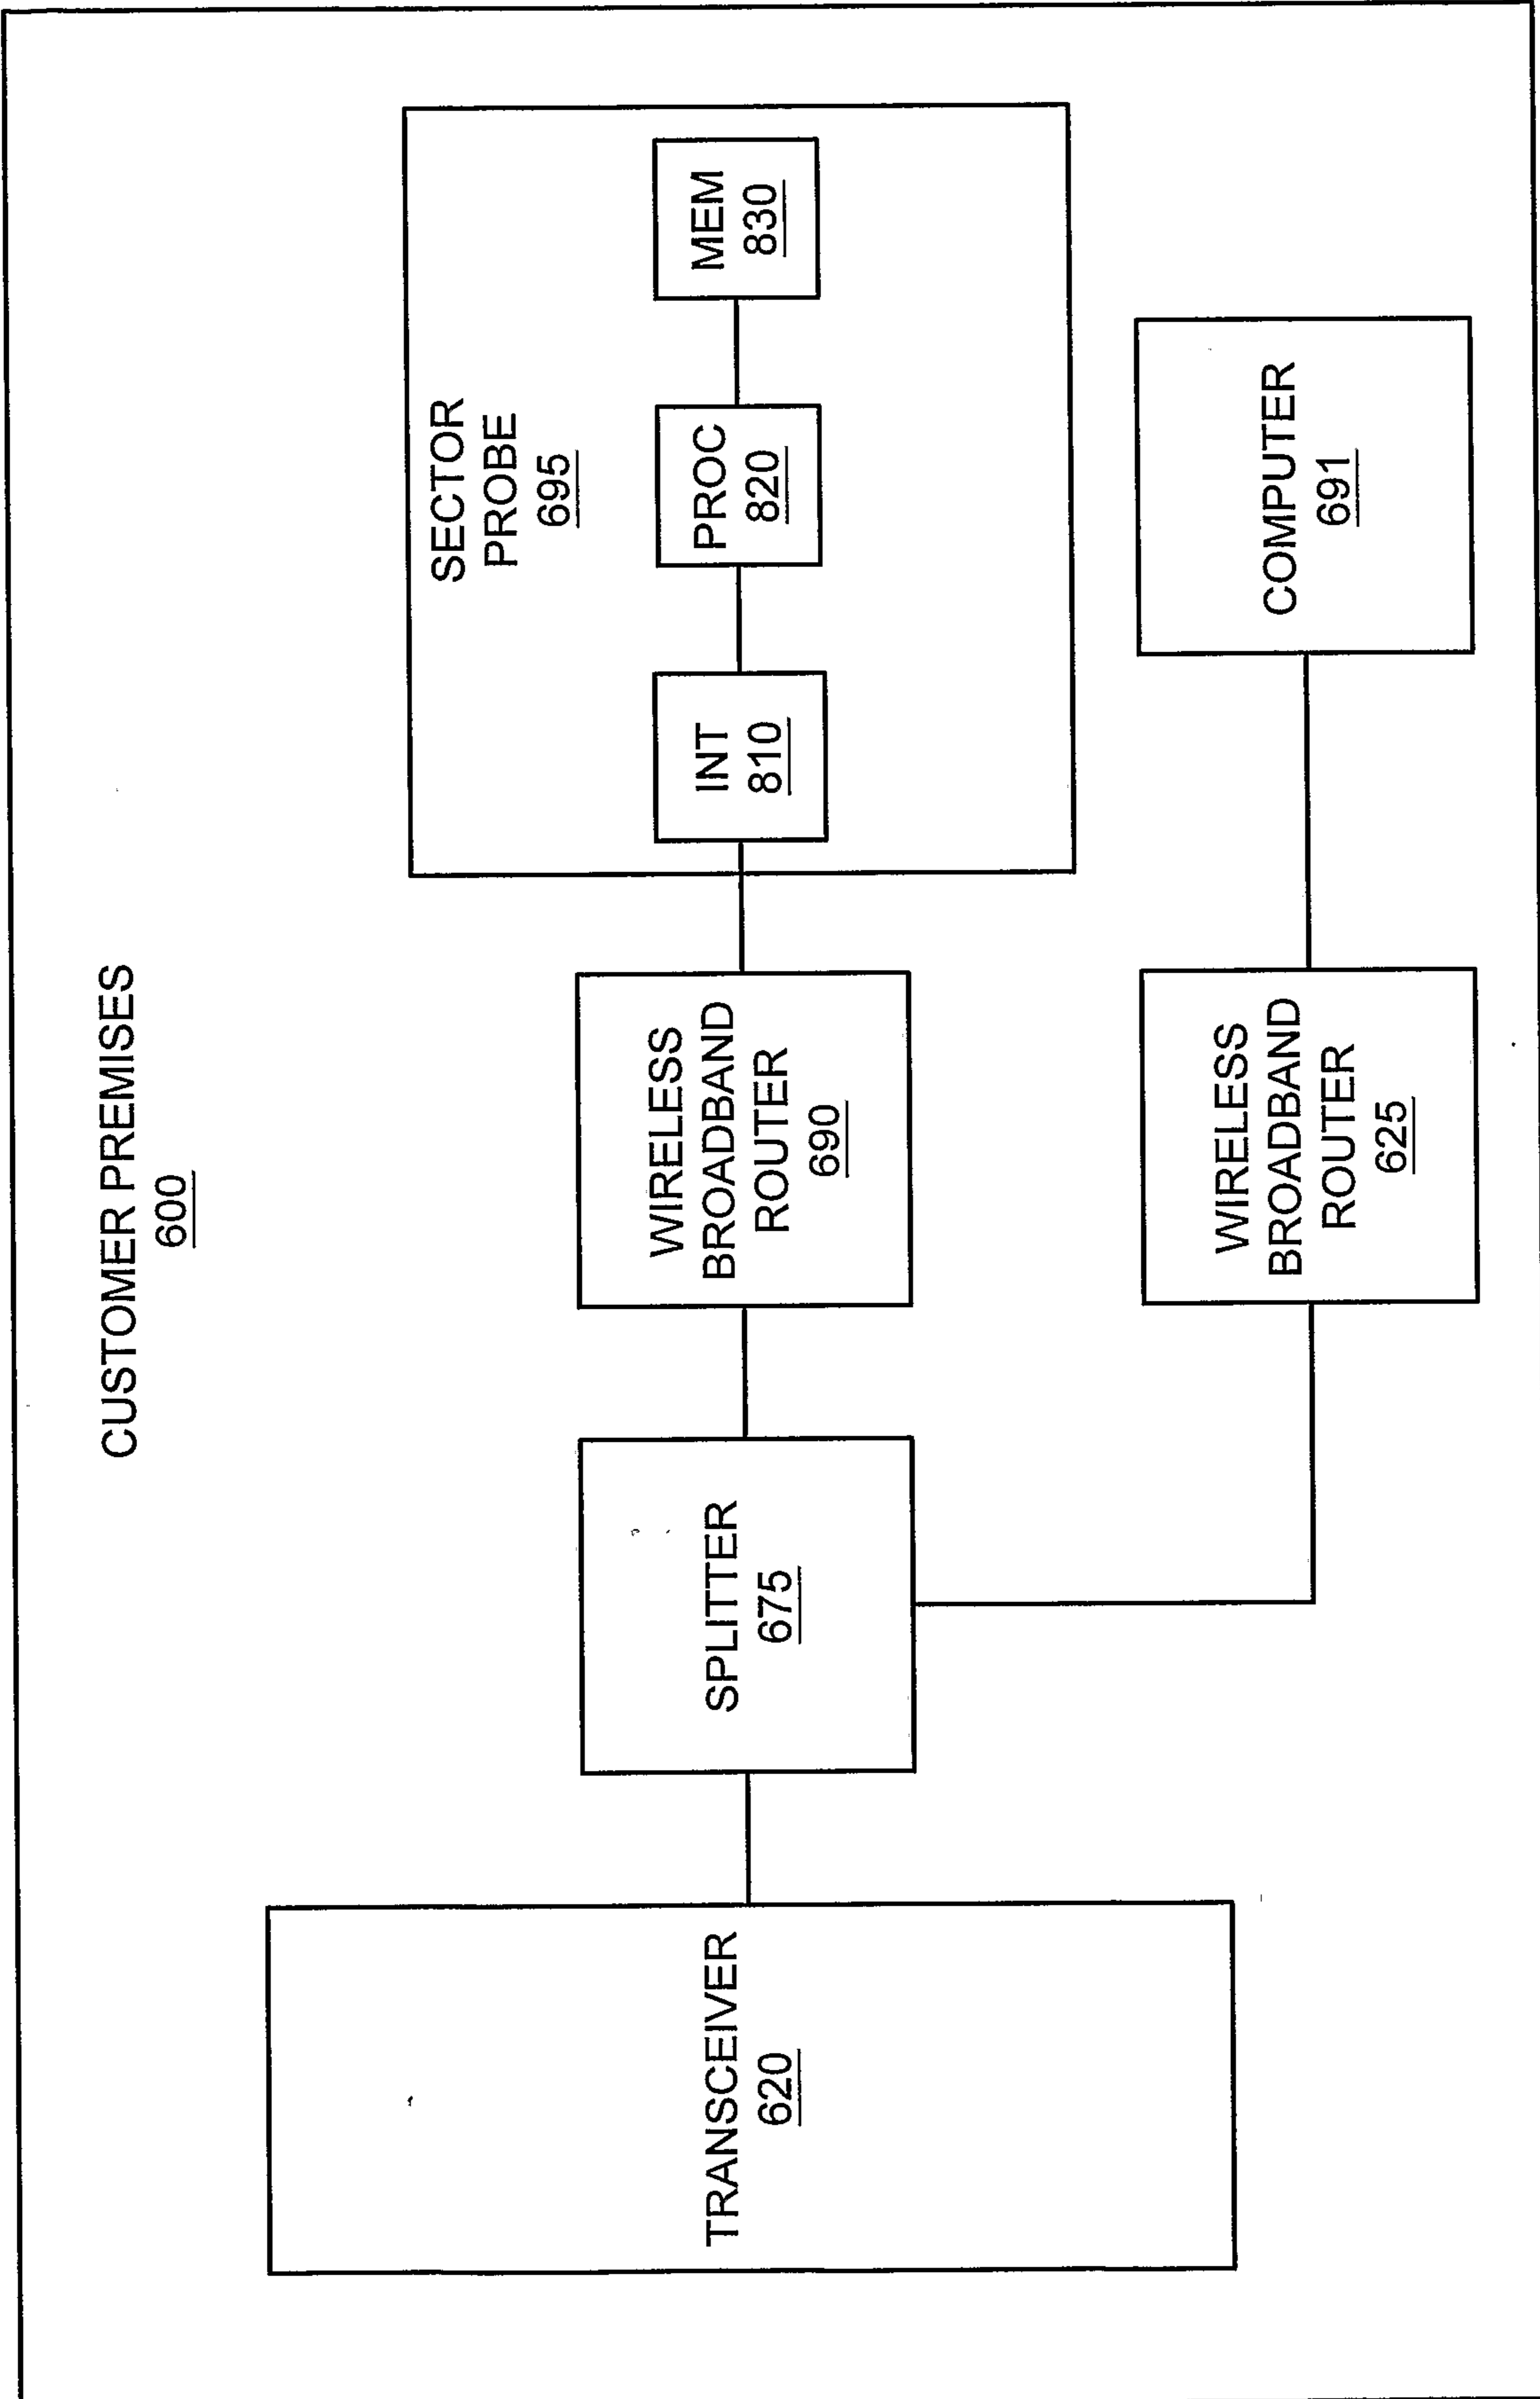 CUSTOMER PREMISES
600
TRANSCEIVER
620
SPLITTER
675
WIRELESS
BROADBAND
ROUTER
690
SECTOR
PROBE
695
INT
810
PROC
820
MEM
830
WIRELESS
BROADBAND
ROUTER
625
COMPUTER
691